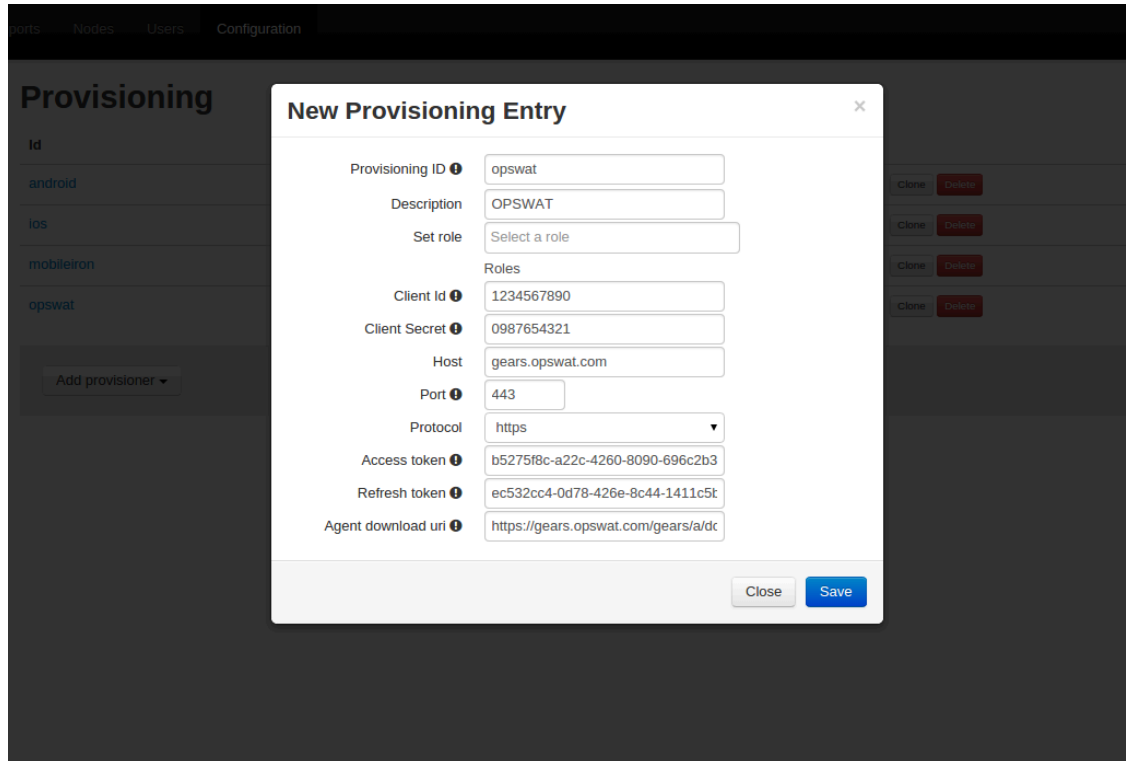 ports Nodes Users Configuration
Provisioning
New Provisioning Entry ×
Id
Provisioning ID opswat
android Clone Delete
Description OPSWAT
ios Clone Delete
Set role Select a role
mobileiron Clone Delete
Roles
Client Id 1234567890
opswat Clone Delete
Client Secret 0987654321
Host gears.opswat.com
Add provisioner
Port 443
Protocol https
Access token b5275f8c-a22c-4260-8090-696c2b3
Refresh token ec532cc4-0d78-426e-8c44-1411c5b
Agent download uri https://gears.opswat.com/gears/a/do
Close Save